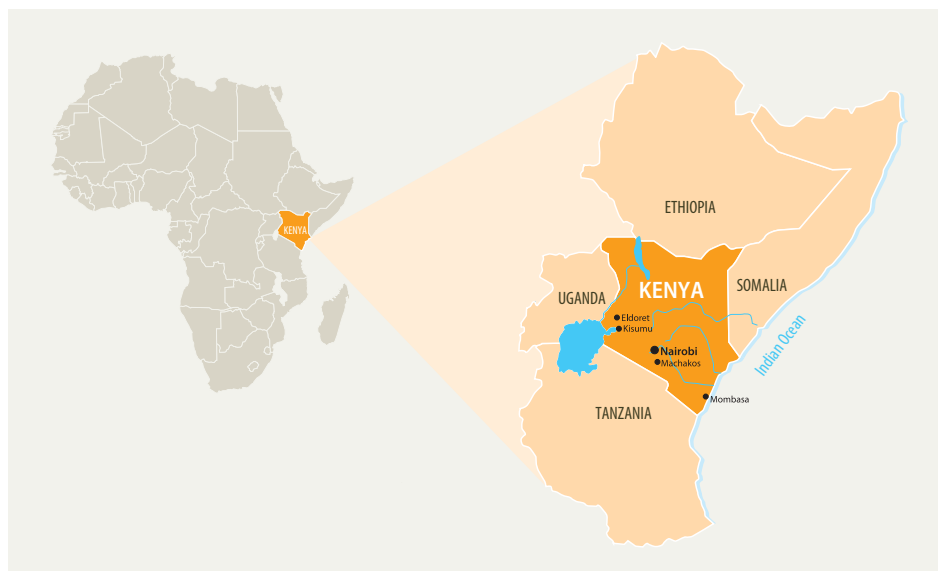 KENYA
ETHIOPIA
SOMALIA
KENYA
UGANDA
Eldoret
Kisumu
Indian Ocean
Nairobi
Machakos
Mombasa
TANZANIA